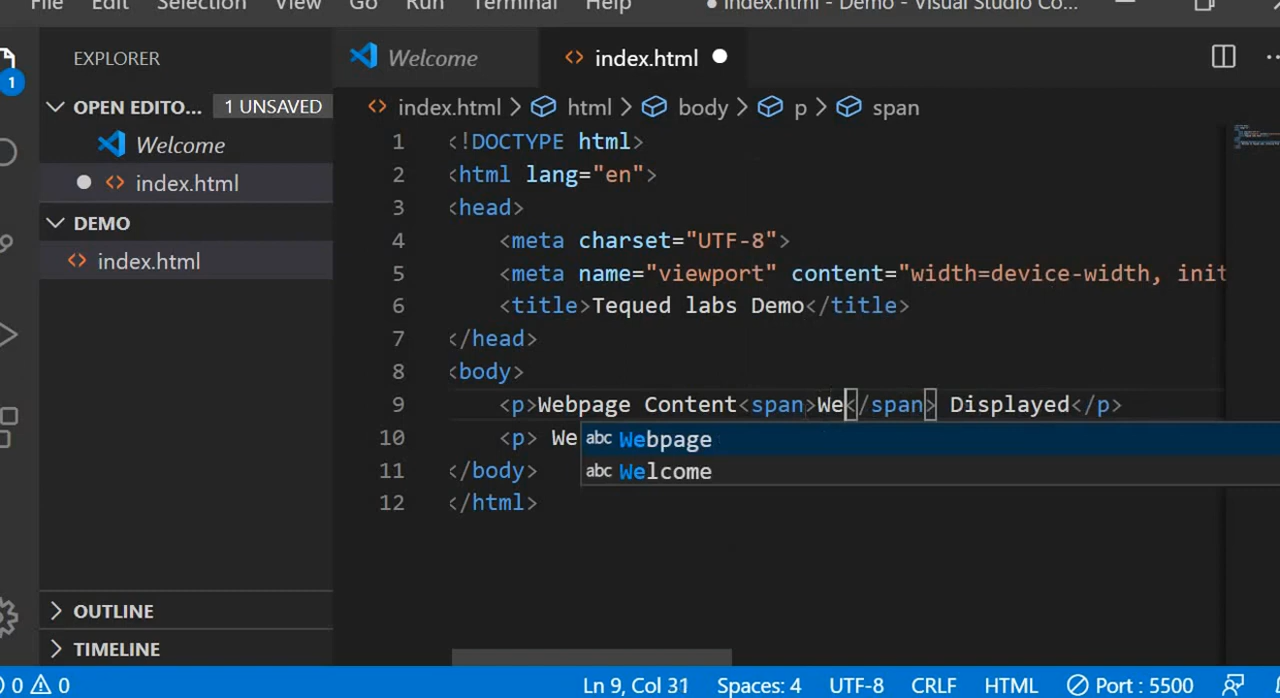 File Edit Selection View Go Run Terminal Help ● index.html - Demo - Visual Studio Co...
EXPLORER
Welcome
index.html
1
OPEN EDITO... 1 UNSAVED
index.html > html > body > p > span
Welcome
index.html
DEMO
index.html
1 <!DOCTYPE html>
2 <html lang="en">
3 <head>
4 <meta charset="UTF-8">
5 <meta name="viewport" content="width=device-width, init
6 <title>Tequed labs Demo</title>
7 </head>
8 <body>
9 <p>Webpage Content<span>We</span> Displayed</p>
10 <p> We
abc Webpage
abc Welcome
11 </body>
12 </html>
OUTLINE
TIMELINE
0 0 Ln 9, Col 31 Spaces: 4 UTF-8 CRLF HTML Port : 5500